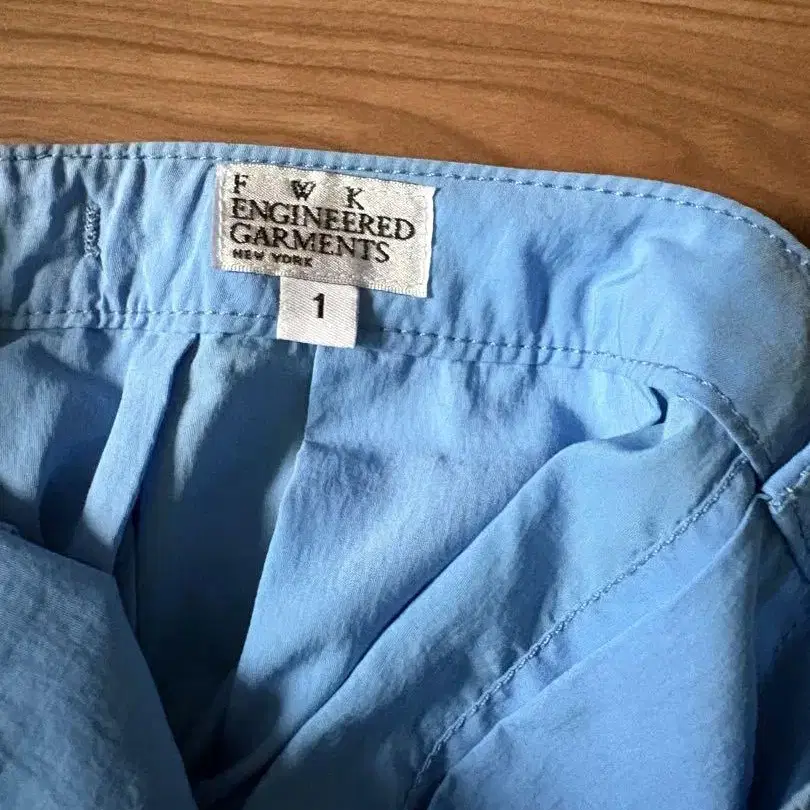 F W K
ENGINEERED
GARMENTS
NEW YORK
1